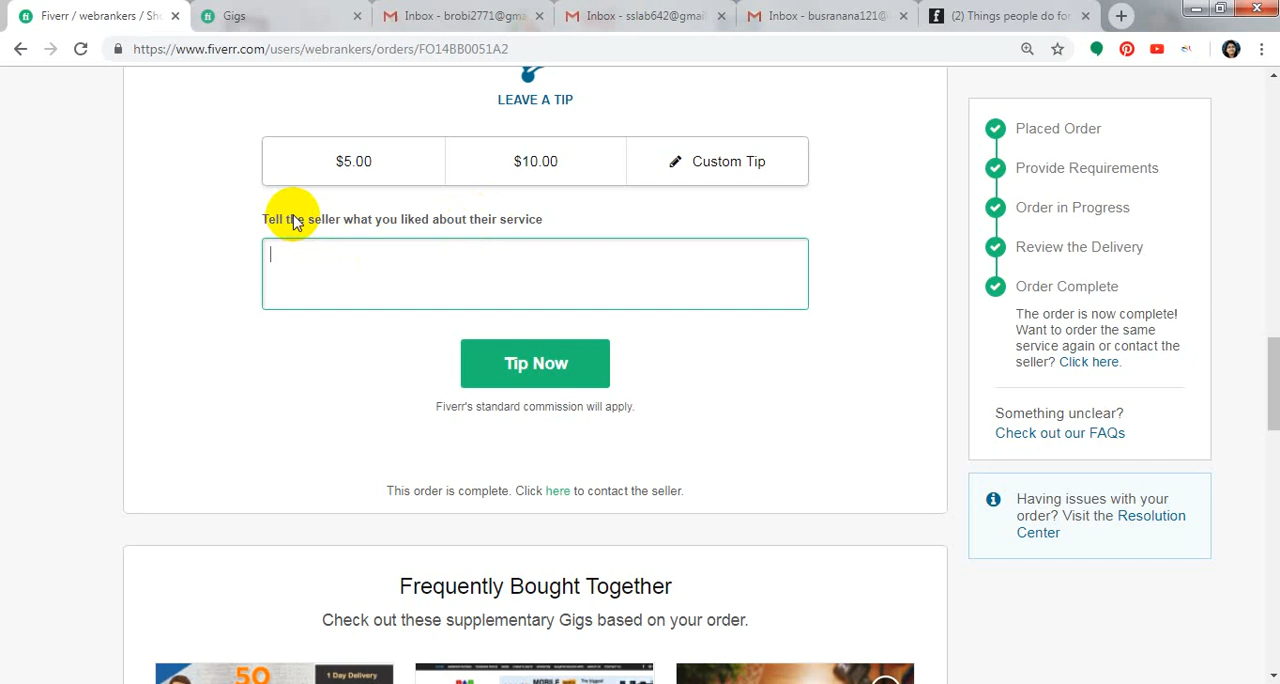 Fiverr / webrankers / Sho
Gigs
Inbox - brobi2771@gma
Inbox - sslab642@gmail
Inbox - busranana121@
(2) Things people do for
https://www.fiverr.com/users/webrankers/orders/FO14BB0051A2
LEAVE A TIP
$5.00
$10.00
Custom Tip
Tell the seller what you liked about their service
Tip Now
Fiverr's standard commission will apply.
This order is complete. Click here to contact the seller.
Frequently Bought Together
Check out these supplementary Gigs based on your order.
50
1 Day Delivery
Placed Order
Provide Requirements
Order in Progress
Review the Delivery
Order Complete
The order is now complete!
Want to order the same
service again or contact the
seller? Click here.
Something unclear?
Check out our FAQs
Having issues with your
order? Visit the Resolution
Center